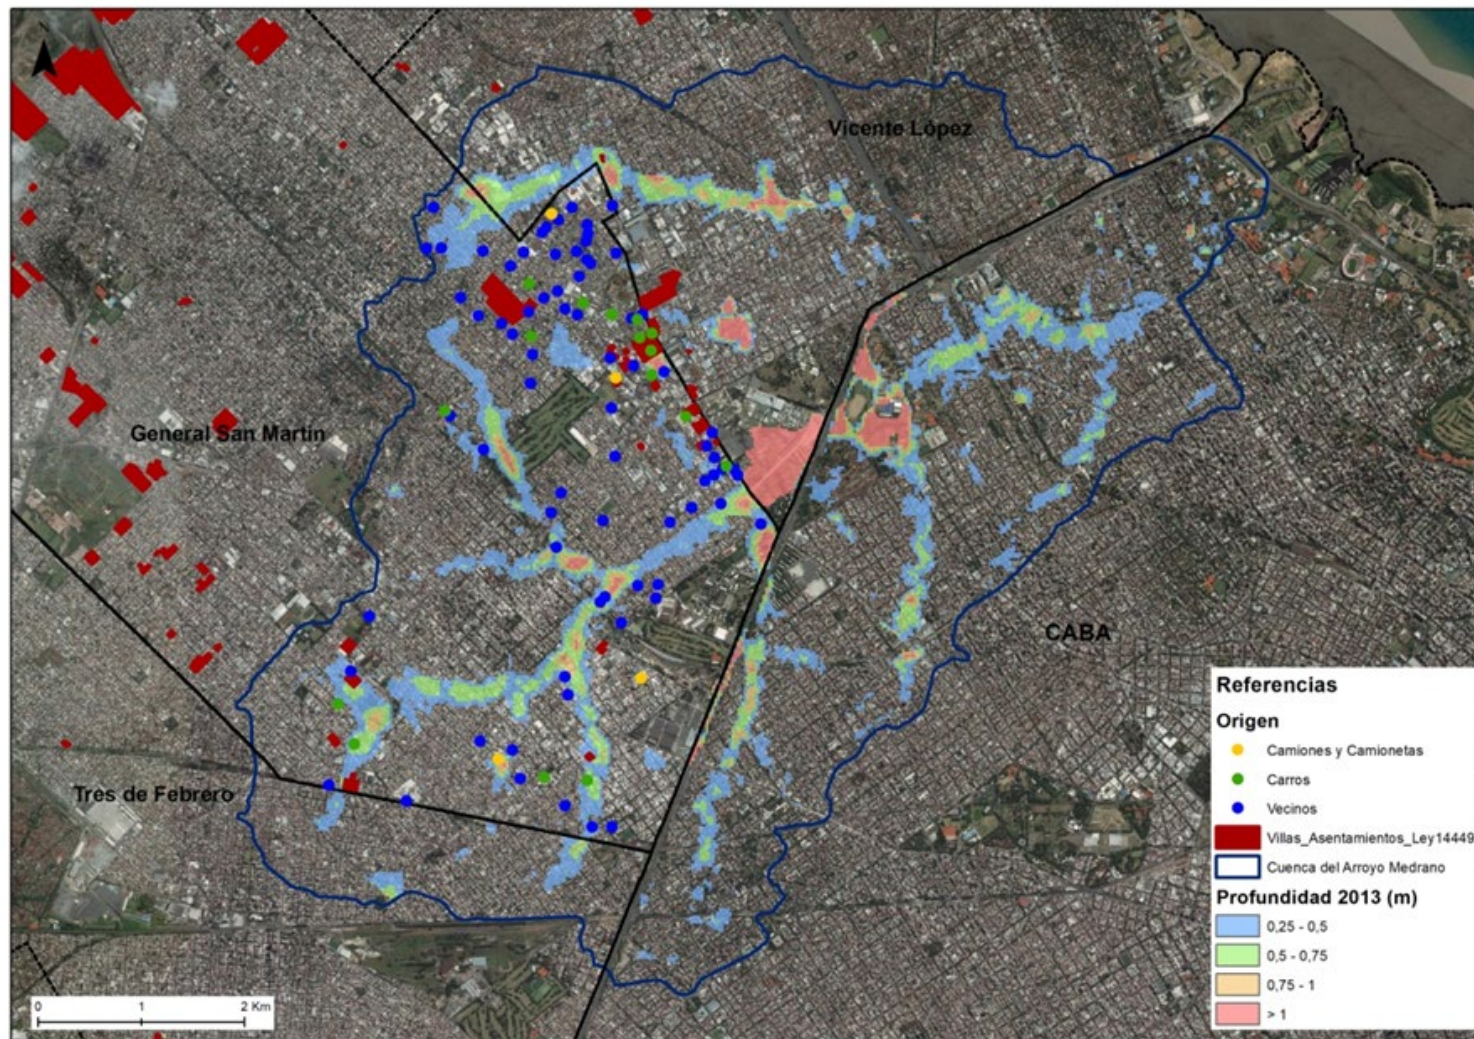 Vicente López
General San Martín
CABA
Tres de Febrero
Referencias
Origen
Camiones y Camionetas
Carros
Vecinos
Villas_Asentamientos_Ley14449
Cuenca del Arroyo Medrano
Profundidad 2013 (m)
0,25 - 0,5
0,5 - 0,75
0,75 - 1
> 1
0 1 2 Km